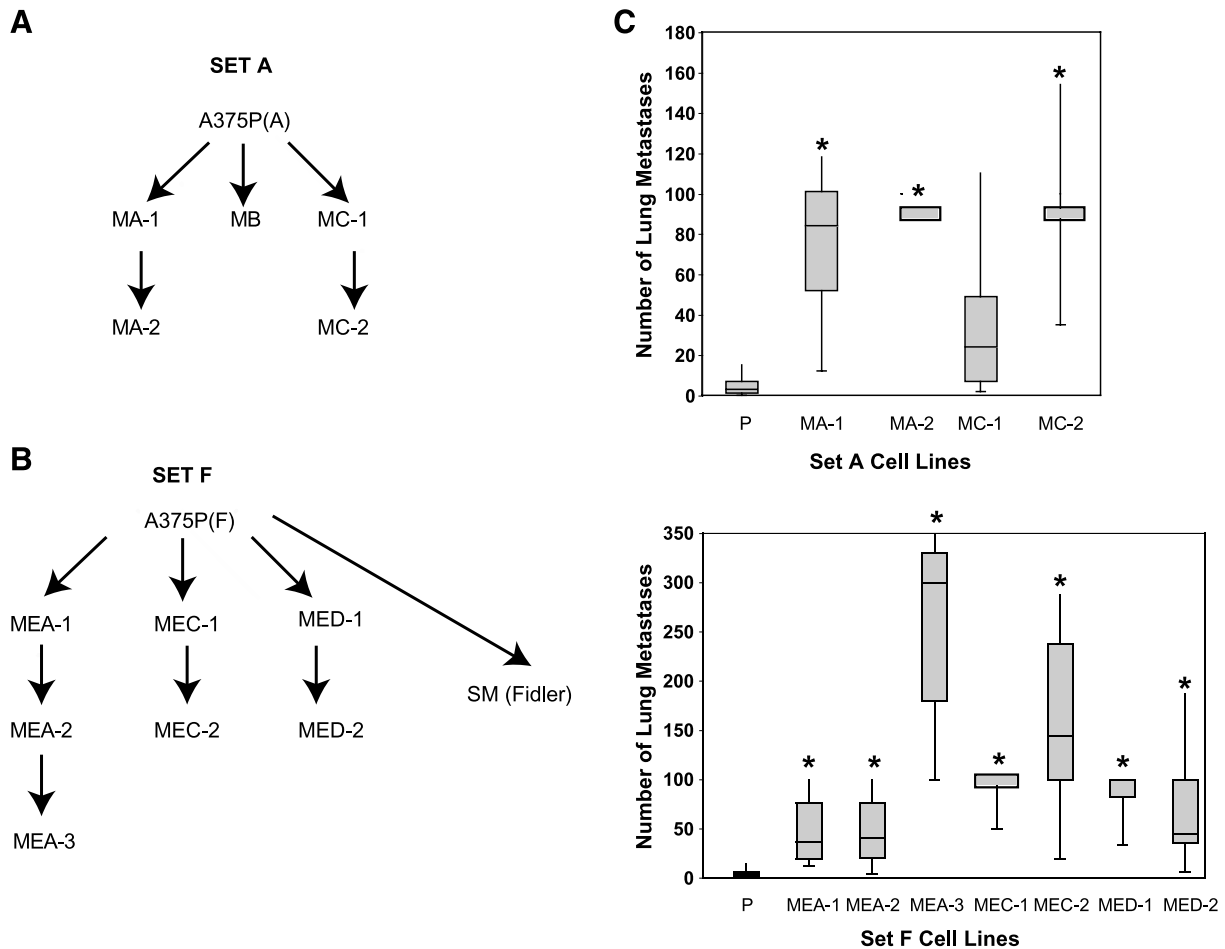 A
SET A
A375P(A)
MA-1 MB MC-1
MA-2 MC-2
B
SET F
A375P(F)
MEA-1 MEC-1 MED-1
SM (Fidler)
MEA-2 MEC-2 MED-2
MEA-3
C
Number of Lung Metastases
180
160
140
120
100
80
60
40
20
0
* * * 
P MA-1 MA-2 MC-1 MC-2
Set A Cell Lines
Number of Lung Metastases
350
300
250
200
150
100
50
0
* * * * * * *
P MEA-1 MEA-2 MEA-3 MEC-1 MEC-2 MED-1 MED-2
Set F Cell Lines